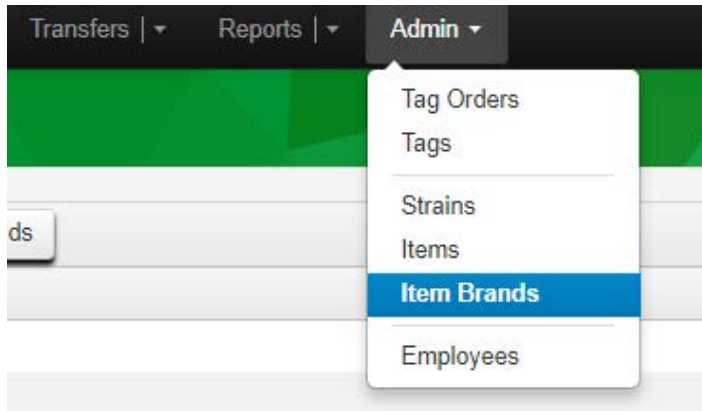 Transfers | Reports | Admin
Tag Orders
Tags
Strains
ds
Items
Item Brands
Employees